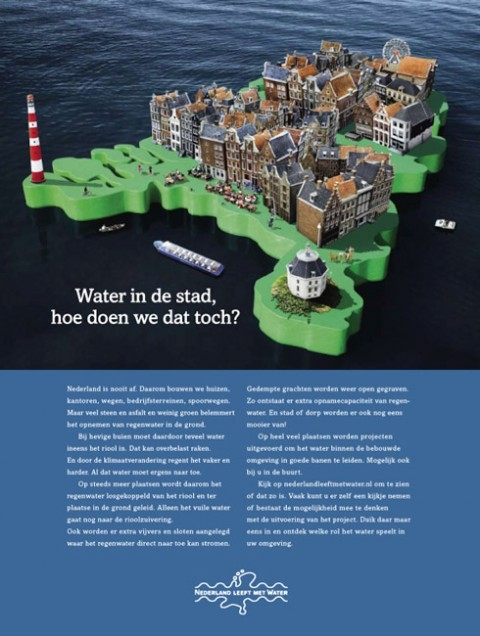 Water in de stad,
hoe doen we dat toch?
Nederland is nooit af. Daarom bouwen we huizen,
kantoren, wegen, bedrijfsterreinen, spoorwegen.
Maar veel steen en asfalt en weinig groen belemmert
het opnemen van regenwater in de grond.
Bij hevige buien moet daardoor teveel water
ineens het riool in. Dat kan overbelast raken.
En door de klimaatverandering regent het vaker en
harder. Al dat water moet ergens naar toe.
Op steeds meer plaatsen wordt daarom het
regenwater losgekoppeld van het riool en ter
plaatse in de grond geleid. Alleen het vuile water
gaat nog naar de rioolzuivering.
Ook worden er extra vijvers en sloten aangelegd
waar het regenwater direct naar toe kan stromen.
Gedempte grachten worden weer open gegraven.
Zo ontstaat er extra opnamecapaciteit van regen-
water. En stad of dorp worden er ook nog eens
mooier van!
Op heel veel plaatsen worden projecten
uitgevoerd om het water binnen de bebouwde
omgeving in goede banen te leiden. Mogelijk ook
bij u in de buurt.
Kijk op nederlandleeftmetwater.nl om te zien
of dat zo is. Vaak kunt u er zelf een kijkje nemen
of bestaat de mogelijkheid mee te denken
met de uitvoering van het project. Duik daar maar
eens in en ontdek welke rol het water speelt in
uw omgeving.
NEDERLAND LEEFT MET WATER